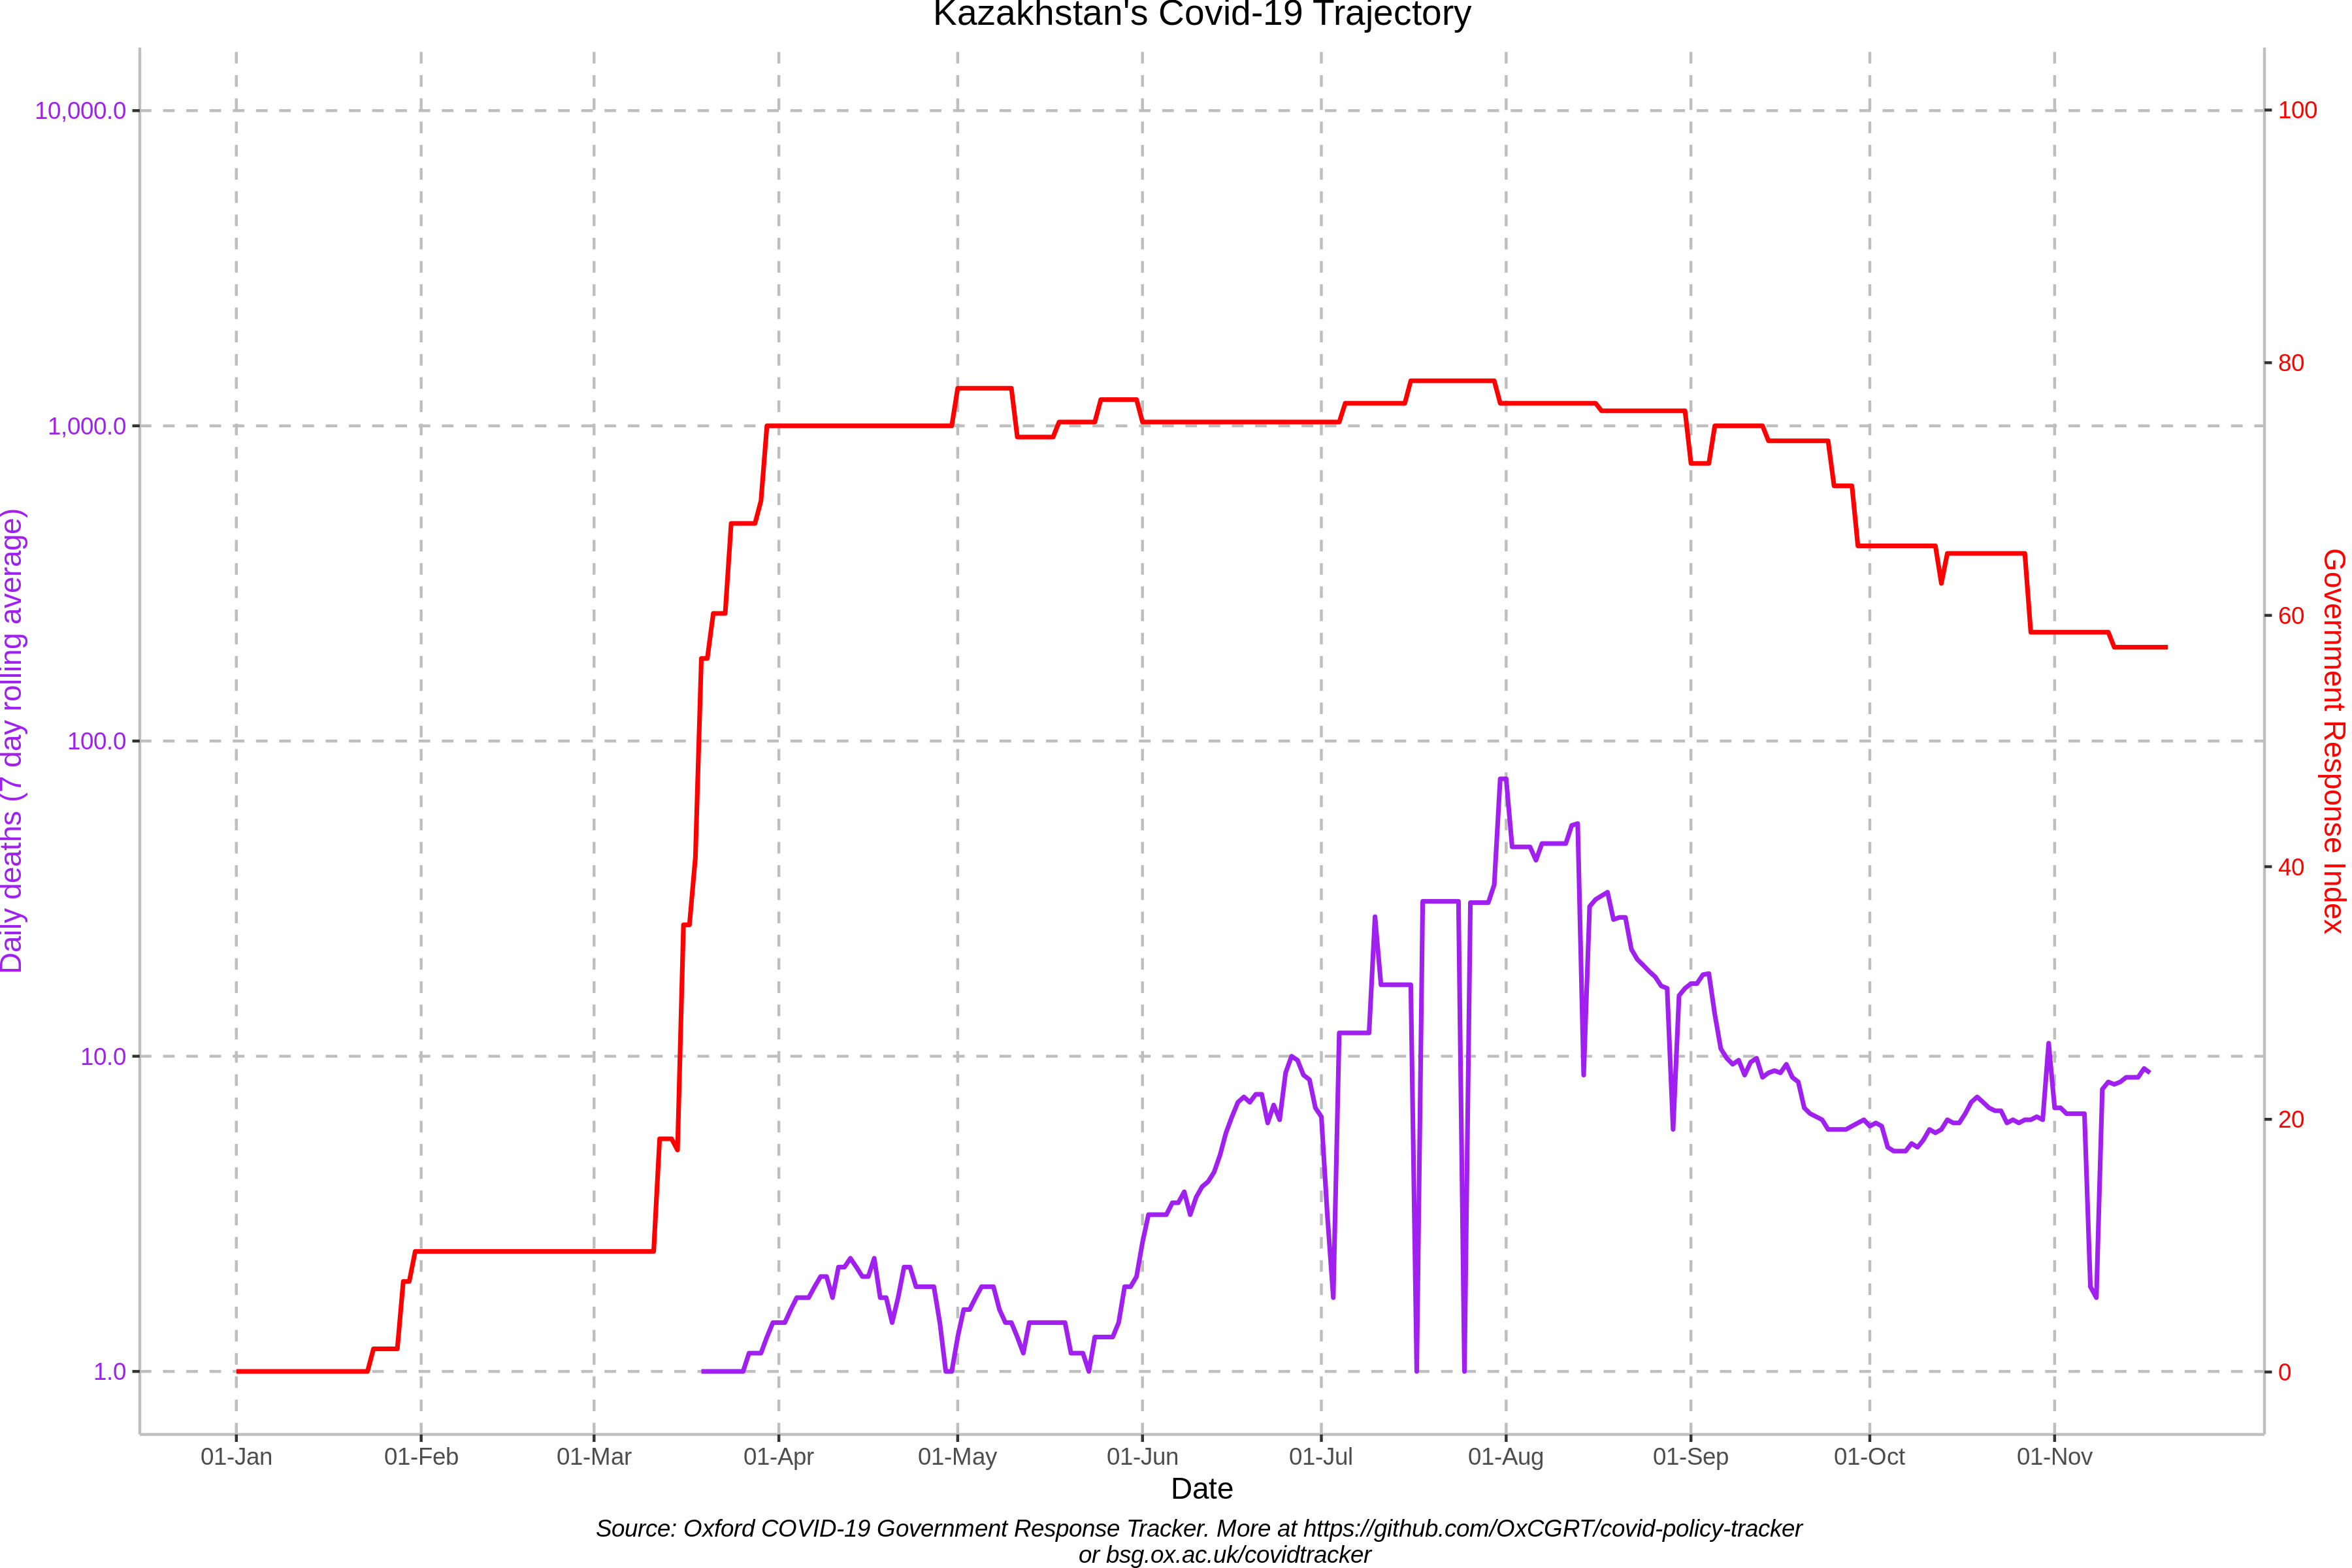 Kazakhstan's Covid-19 Trajectory
10,000.0
1,000.0
100.0
10.0
1.0
Daily deaths (7 day rolling average)
100
80
60
40
20
0
Government Response Index
01-Jan
01-Feb
01-Mar
01-Apr
01-May
01-Jun
01-Jul
01-Aug
01-Sep
01-Oct
01-Nov
Date
Source: Oxford COVID-19 Government Response Tracker. More at https://github.com/OxCGRT/covid-policy-tracker
or bsg.ox.ac.uk/covidtracker